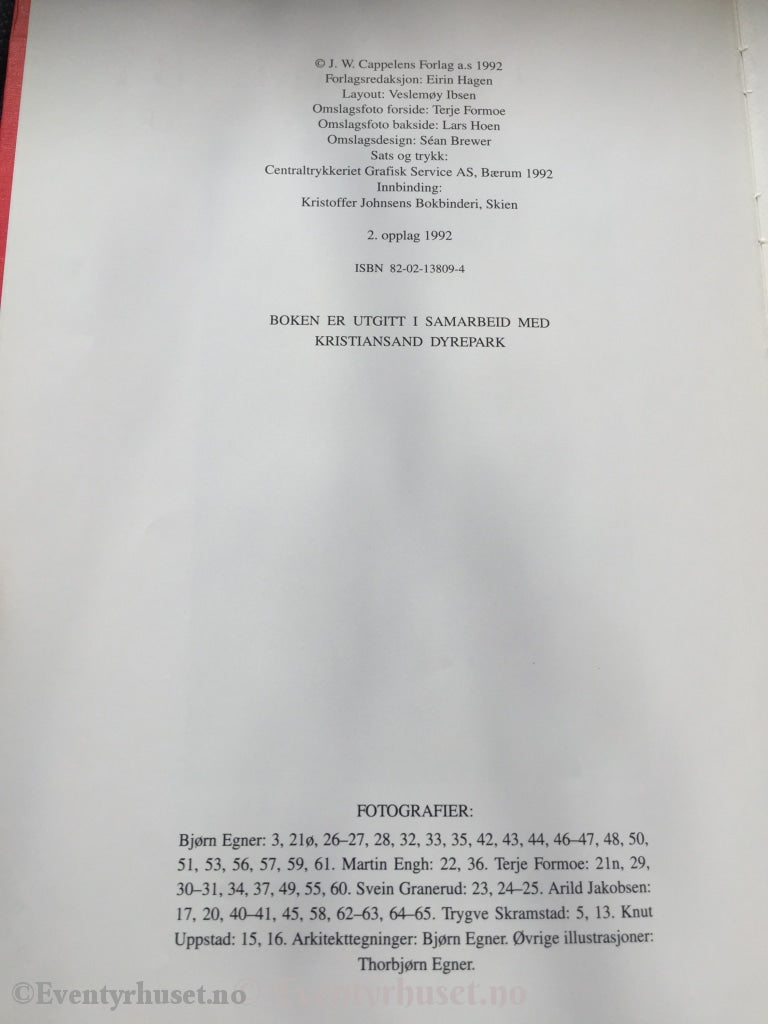 © J. W. Cappelens Forlag a.s 1992
Forlagsredaksjon: Eirin Hagen
Layout: Veslemøy Ibsen
Omslagsfoto forside: Terje Formoe
Omslagsfoto bakside: Lars Hoen
Omslagsdesign: Séan Brewer
Sats og trykk:
Centraltrykkeriet Grafisk Service AS, Bærum 1992
Innbinding:
Kristoffer Johnsens Bokbinderi, Skien
2. opplag 1992
ISBN 82-02-13809-4
BOKEN ER UTGITT I SAMARBEID MED
KRISTIANSAND DYREPARK
FOTOGRAFIER:
Bjørn Egner: 3, 21ø, 26–27, 28, 32, 33, 35, 42, 43, 44, 46–47, 48, 50,
51, 53, 56, 57, 59, 61. Martin Engh: 22, 36. Terje Formoe: 21n, 29,
30–31, 34, 37, 49, 55, 60. Svein Granerud: 23, 24–25. Arild Jakobsen:
17, 20, 40–41, 45, 58, 62–63, 64–65. Trygve Skramstad: 5, 13. Knut
Uppstad: 15, 16. Arkitekttegninger: Bjørn Egner. Øvrige illustrasjoner:
Thorbjørn Egner.
©Eventyrhuset.no ©Eventyrhuset.no